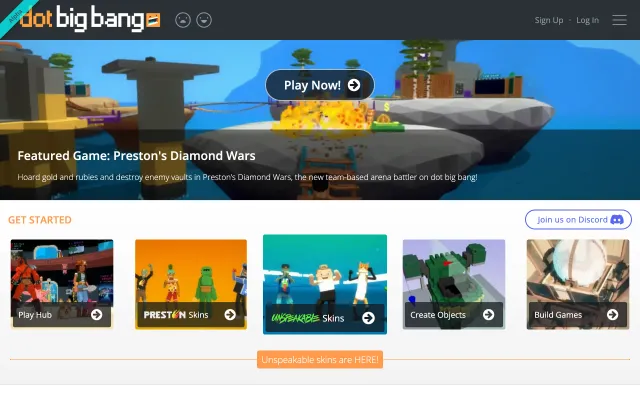 Alpha
dot big bang
Sign Up · Log In
Play Now!
$
Featured Game: Preston's Diamond Wars
Hoard gold and rubies and destroy enemy vaults in Preston's Diamond Wars, the new team-based arena battler on dot big bang!
GET STARTED
Join us on Discord
Play Hub
PRESTON Skins
UNSPEAKABLE Skins
Create Objects
Build Games
Unspeakable skins are HERE!